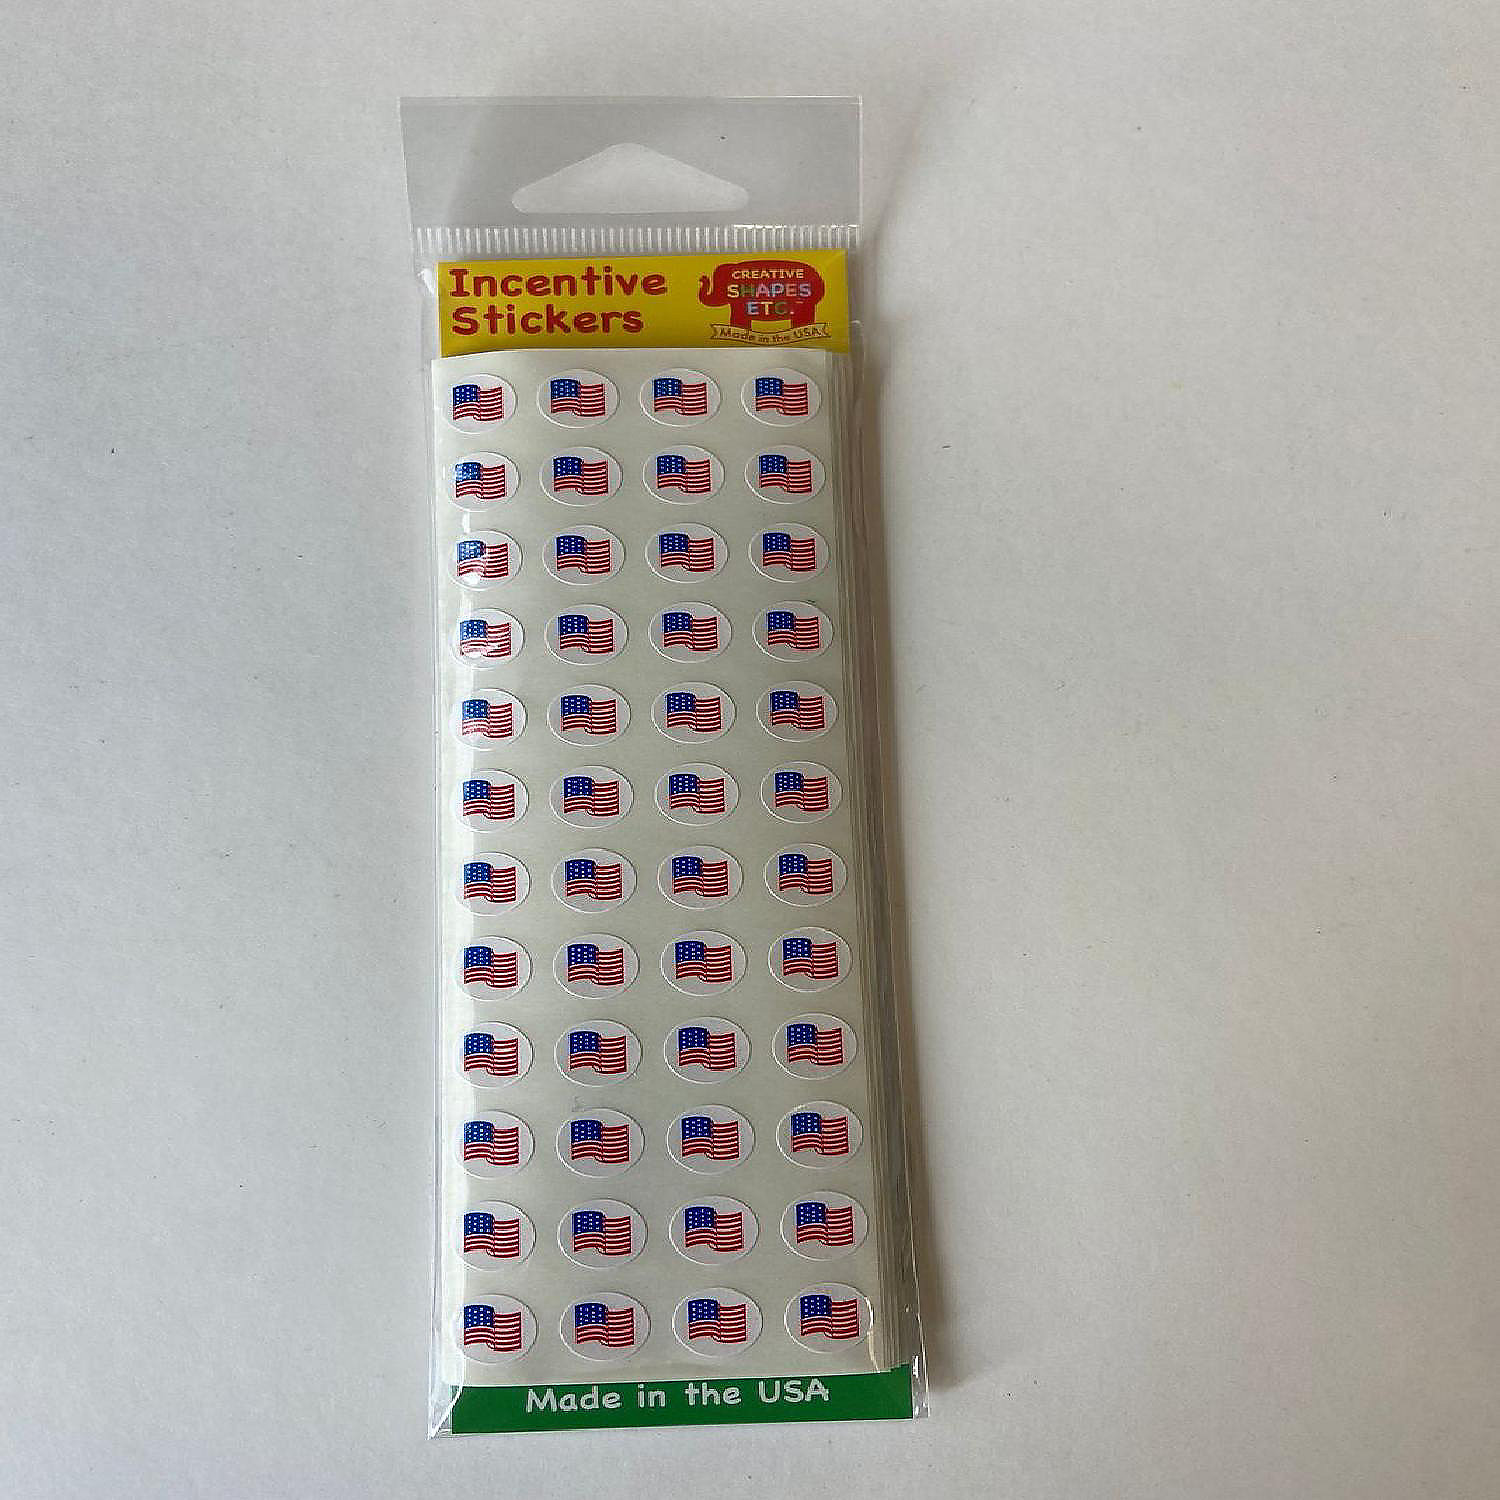 Incentive
Stickers
CREATIVE
SHAPES
ETC.
Made in the USA
Made in the USA